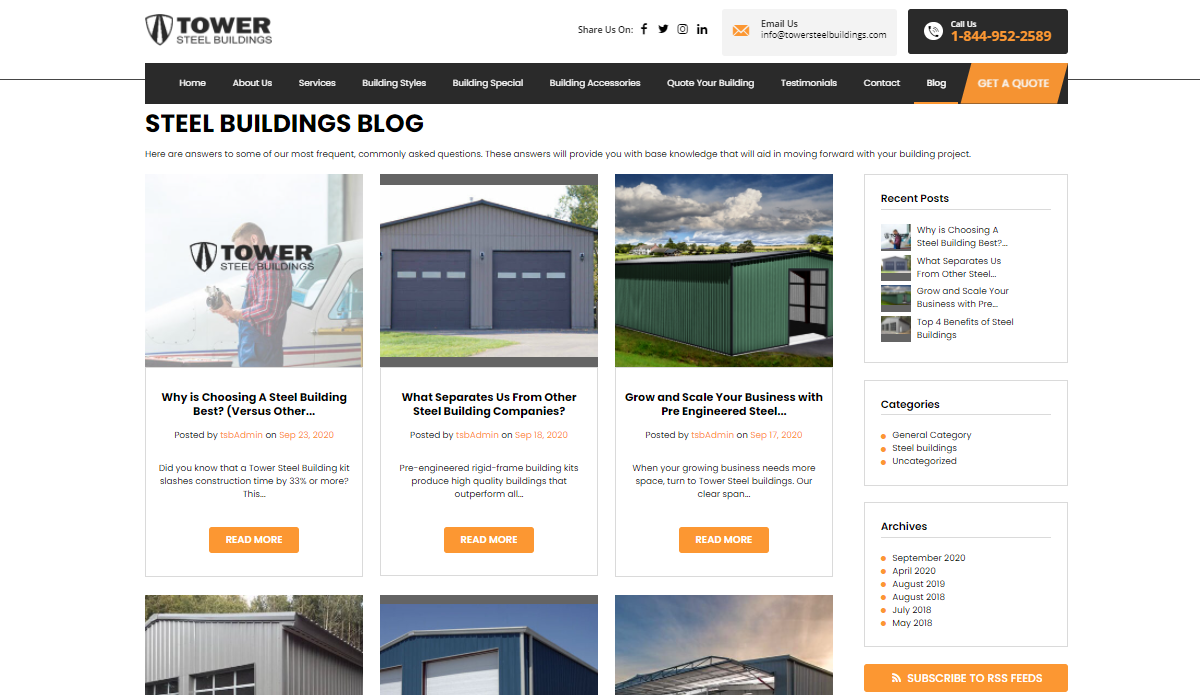 TOWER
STEEL BUILDINGS
Share Us On:
Email Us
info@towersteelbuildings.com
Call Us
1-844-952-2589
Home
About Us
Services
Building Styles
Building Special
Building Accessories
Quote Your Building
Testimonials
Contact
Blog
GET A QUOTE
STEEL BUILDINGS BLOG
Here are answers to some of our most frequent, commonly asked questions. These answers will provide you with base knowledge that will aid in moving forward with your building project.
TOWER
STEEL BUILDINGS
Why is Choosing A Steel Building
Best? (Versus Other...
Posted by tsbAdmin on Sep 23, 2020
Did you know that a Tower Steel Building kit
slashes construction time by 33% or more?
This...
READ MORE
What Separates Us From Other
Steel Building Companies?
Posted by tsbAdmin on Sep 18, 2020
Pre-engineered rigid-frame building kits
produce high quality buildings that
outperform all...
READ MORE
Grow and Scale Your Business with
Pre Engineered Steel...
Posted by tsbAdmin on Sep 17, 2020
When your growing business needs more
space, turn to Tower Steel buildings. Our
clear span...
READ MORE
Recent Posts
Why is Choosing A
Steel Building Best?...
What Separates Us
From Other Steel...
Grow and Scale Your
Business with Pre...
Top 4 Benefits of Steel
Buildings
Categories
General Category
Steel buildings
Uncategorized
Archives
September 2020
April 2020
August 2019
August 2018
July 2018
May 2018
SUBSCRIBE TO RSS FEEDS